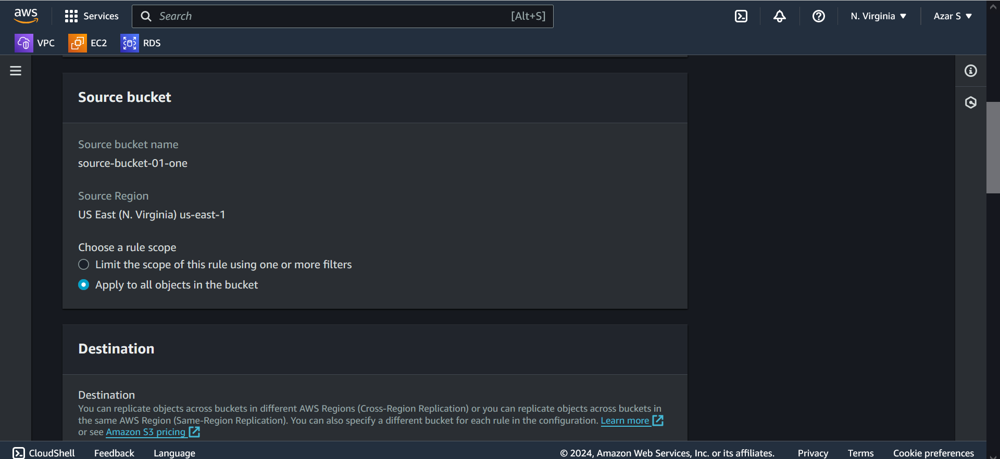 aws
Services
Search
[Alt+S]
N. Virginia
Azar S
VPC
EC2
RDS
Source bucket
Source bucket name
source-bucket-01-one
Source Region
US East (N. Virginia) us-east-1
Choose a rule scope
Limit the scope of this rule using one or more filters
Apply to all objects in the bucket
Destination
Destination
You can replicate objects across buckets in different AWS Regions (Cross-Region Replication) or you can replicate objects across buckets in
the same AWS Region (Same-Region Replication). You can also specify a different bucket for each rule in the configuration. Learn more
or see Amazon S3 pricing
CloudShell
Feedback
Language
© 2024, Amazon Web Services, Inc. or its affiliates.
Privacy
Terms
Cookie preferences